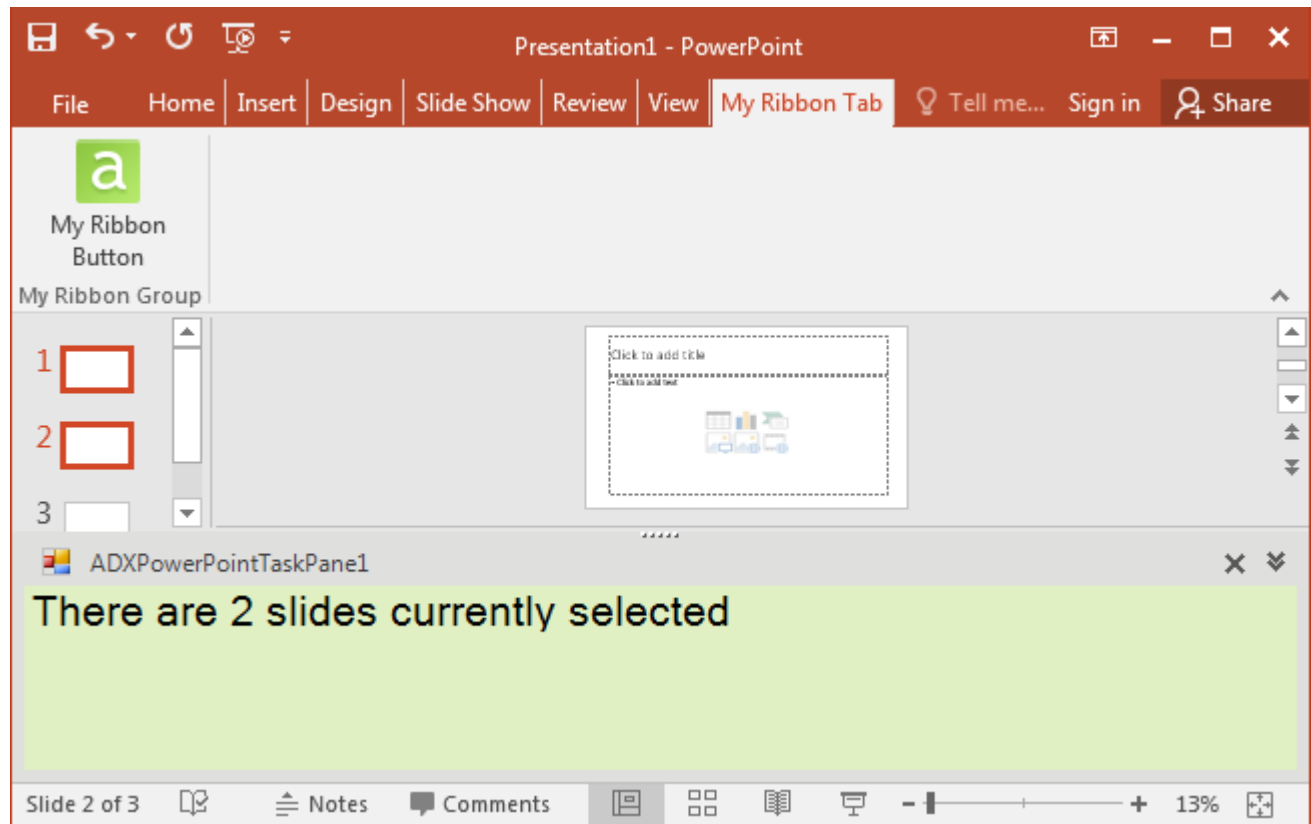 Presentation1 - PowerPoint
File Home Insert Design Slide Show Review View My Ribbon Tab Tell me... Sign in Share
a
My Ribbon
Button
My Ribbon Group
1
2
3
Click to add title
• Click to add text
ADXPowerPointTaskPane1
There are 2 slides currently selected
Slide 2 of 3 Notes Comments 13%